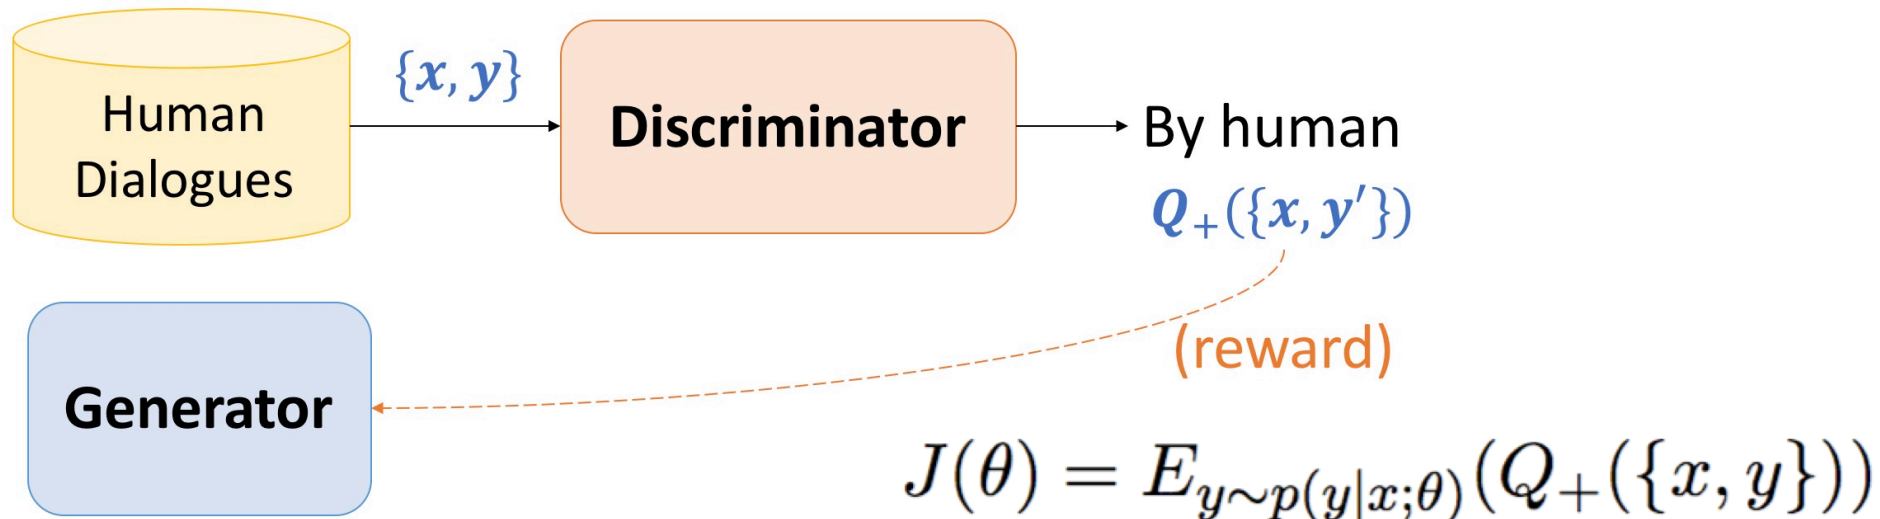 Human
Dialogues
{x, y}
Discriminator
By human
Q₊({x, y′})
(reward)
Generator
J(θ) = E_{y∼p(y|x;θ)}(Q₊({x, y}))